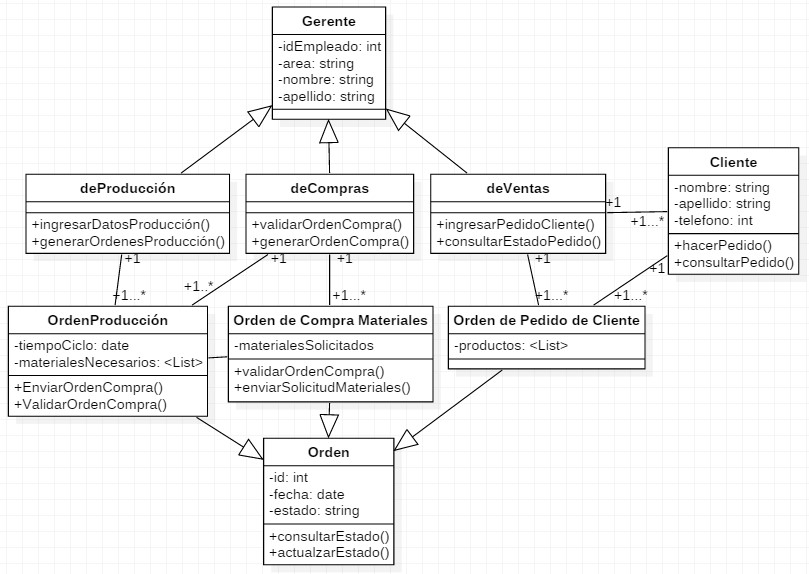 Gerente
-idEmpleado: int
-area: string
-nombre: string
-apellido: string
deProducción
+ingresarDatosProducción()
+generarOrdenesProducción()
deCompras
+validarOrdenCompra()
+generarOrdenCompra()
deVentas
+ingresarPedidoCliente()
+consultarEstadoPedido()
Cliente
-nombre: string
-apellido: string
-telefono: int
+hacerPedido()
+consultarPedido()
+1
+1...*
+1
+1...*
+1
+1..*
+1
+1...*
+1
+1...*
+1
+1...*
OrdenProducción
-tiempoCiclo: date
-materialesNecesarios: <List>
+EnviarOrdenCompra()
+ValidarOrdenCompra()
Orden de Compra Materiales
-materialesSolicitados
+validarOrdenCompra()
+enviarSolicitudMateriales()
Orden de Pedido de Cliente
-productos: <List>
Orden
-id: int
-fecha: date
-estado: string
+consultarEstado()
+actualzarEstado()